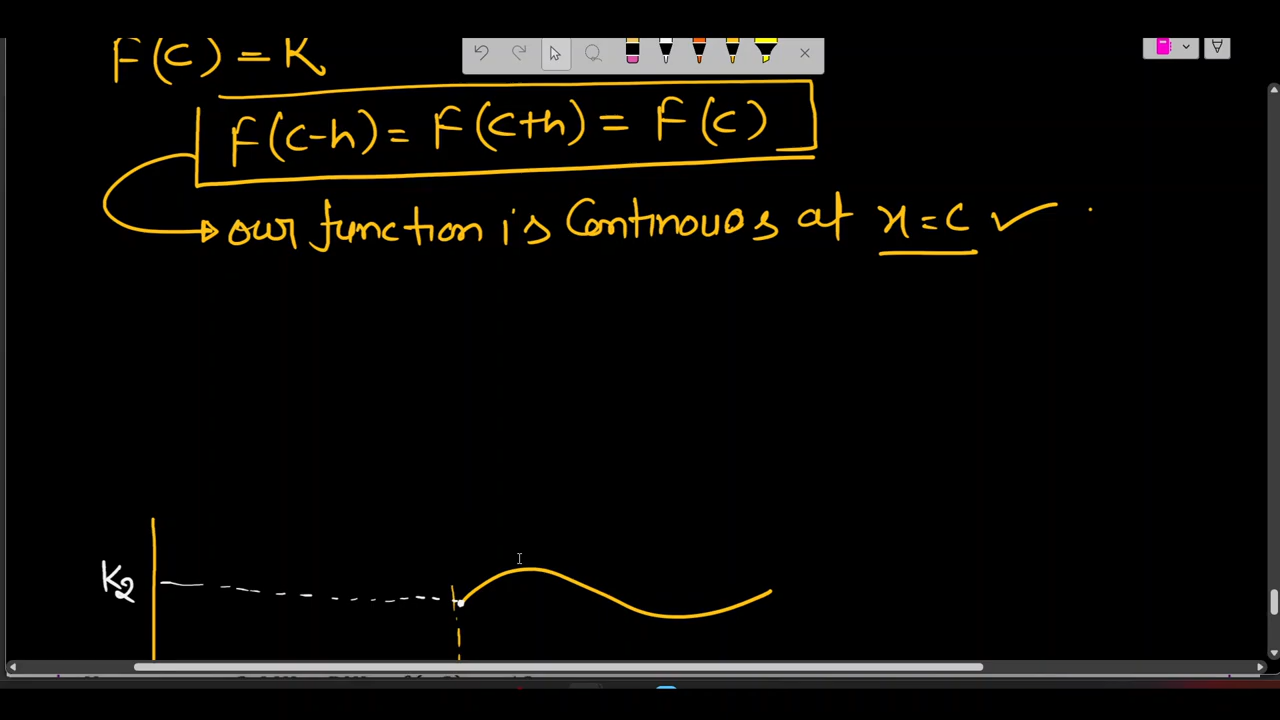 F(C) = K
F(C-h) = F(C+h) = F(C)
our function is Continuous at x=C ✓
K2